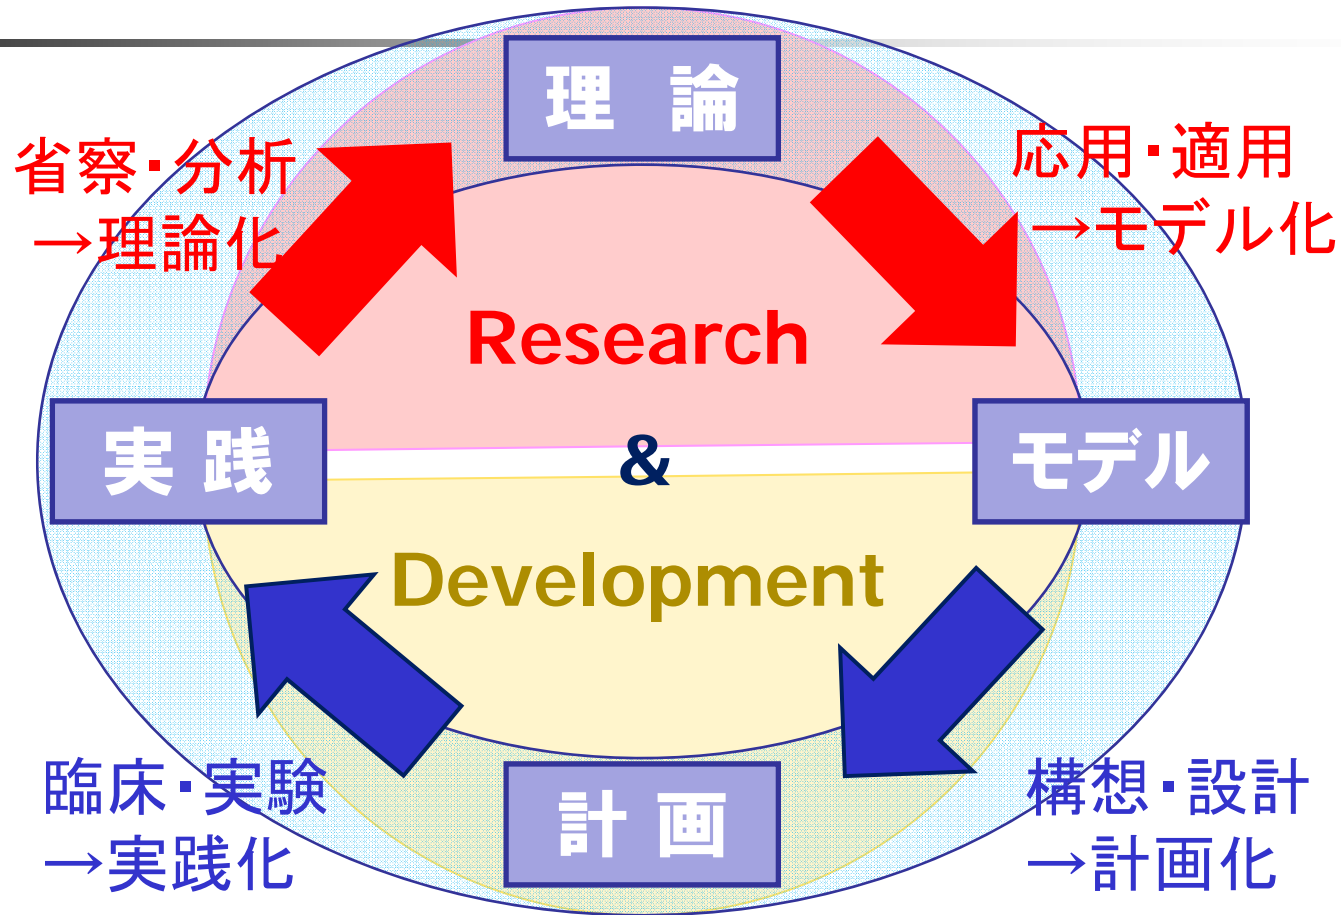 理 論
省察・分析
→理論化
応用・適用
→モデル化
Research
&
Development
実 践
モデル
臨床・実験
→実践化
計 画
構想・設計
→計画化